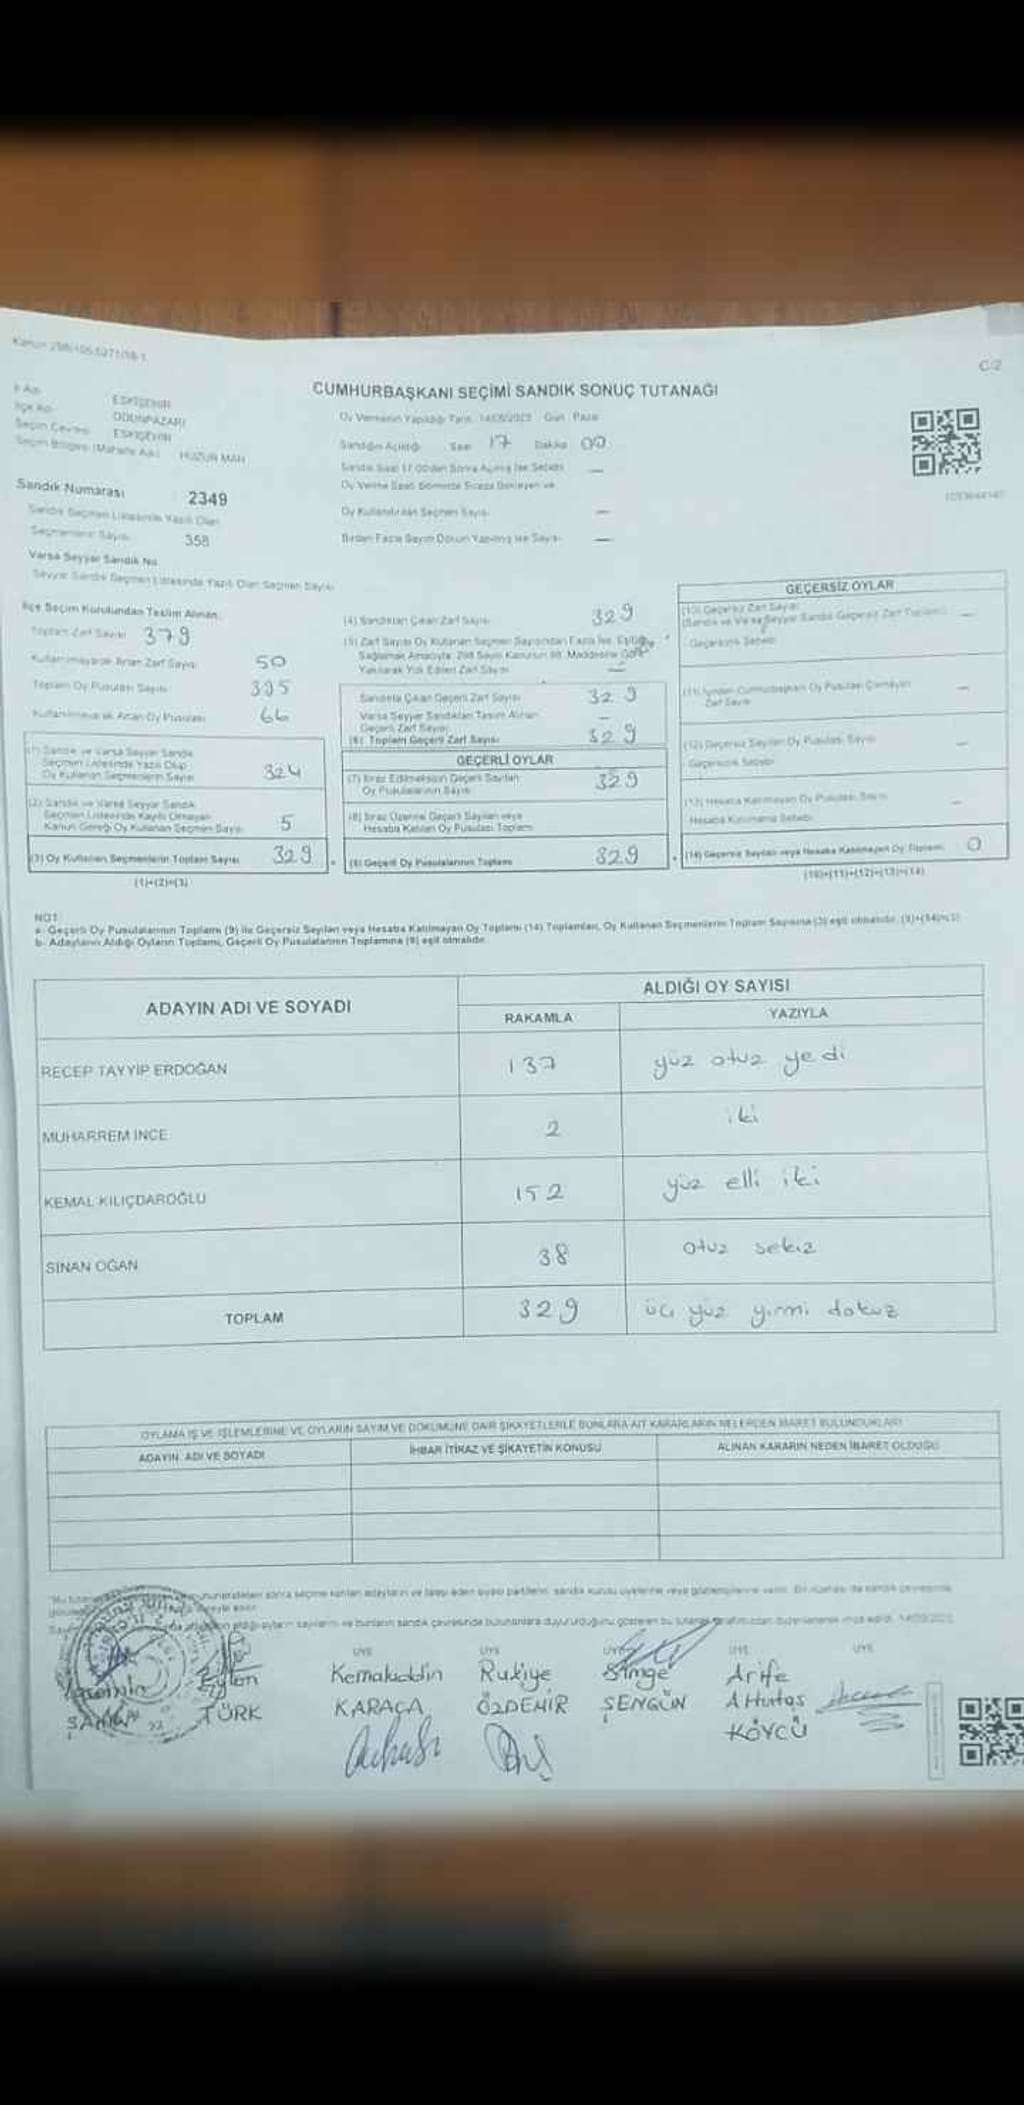 Kanun 298/105,6271/18-1
C/2
CUMHURBAŞKANI SEÇİMİ SANDIK SONUÇ TUTANAĞI
İl Adı: ESKİŞEHİR
İlçe Adı: ODUNPAZARI
Seçim Çevresi: ESKİŞEHİR
Seçim Bölgesi (Mahalle Adı): HUZUR MAH
Sandık Numarası 2349
Sandık Seçmen Listesinde Yazılı Olan
Seçmenlerin Sayısı: 358
Varsa Seyyar Sandık No
Seyyar Sandık Seçmen Listesinde Yazılı Olan Seçmen Sayısı
Oy Vermenin Yapıldığı Tarih: 14/05/2023 Gün: Pazar
Sandığın Açıldığı Saat 17 Dakika 00
Sandık Saat 17.00'den Sonra Açılmış İse Sebebi —
Oy Verme Saati Bitiminde Sırada Bekleyen ve
Oy Kullandırılan Seçmen Sayısı —
Birden Fazla Sayım Döküm Yapılmış İse Sayısı —
İlçe Seçim Kurulundan Teslim Alınan;
Toplam Zarf Sayısı 379
Kullanılmayarak Artan Zarf Sayısı 50
Toplam Oy Pusulası Sayısı 395
Kullanılmayarak Artan Oy Pusulası 66
(1) Sandık ve Varsa Seyyar Sandık
Seçmen Listesinde Yazılı Olup
Oy Kullanan Seçmenlerin Sayısı 324
(2) Sandık ve Varsa Seyyar Sandık
Seçmen Listesinde Kayıtlı Olmayan
Kanun Gereği Oy Kullanan Seçmen Sayısı 5
(3) Oy Kullanan Seçmenlerin Toplam Sayısı 329
(1)+(2)=(3)
(4) Sandıktan Çıkan Zarf Sayısı 329
(5) Zarf Sayısı Oy Kullanan Seçmen Sayısından Fazla İse, Eşitliği
Sağlamak Amacıyla 298 Sayılı Kanunun 98. Maddesine Göre
Yakılarak Yok Edilen Zarf Sayısı —
Sandıkta Çıkan Geçerli Zarf Sayısı 329
Varsa Seyyar Sandıktan Teslim Alınan
Geçerli Zarf Sayısı —
(6) Toplam Geçerli Zarf Sayısı 329
GEÇERLİ OYLAR
(7) İtiraz Edilmeksizin Geçerli Sayılan
Oy Pusulalarının Sayısı 329
(8) İtiraz Üzerine Geçerli Sayılan veya
Hesaba Katılan Oy Pusulası Toplamı
(9) Geçerli Oy Pusulalarının Toplamı 329
GEÇERSİZ OYLAR
(10) Geçersiz Zarf Sayısı
(Sandık ve Varsa Seyyar Sandık Geçersiz Zarf Toplamı) —
Geçersizlik Sebebi
(11) İçinden Cumhurbaşkanı Oy Pusulası Çıkmayan
Zarf Sayısı —
(12) Geçersiz Sayılan Oy Pusulası Sayısı —
Geçersizlik Sebebi
(13) Hesaba Katılmayan Oy Pusulası Sayısı —
Hesaba Katılmama Sebebi
(14) Geçersiz Sayılan veya Hesaba Katılmayan Oy Toplamı 0
(10)+(11)+(12)+(13)=(14)
NOT:
a- Geçerli Oy Pusulalarının Toplamı (9) ile Geçersiz Sayılan veya Hesaba Katılmayan Oy Toplamı (14) Toplamları, Oy Kullanan Seçmenlerin Toplam Sayısına (3) eşit olmalıdır. (9)+(14)=(3)
b- Adayların Aldığı Oyların Toplamı, Geçerli Oy Pusulalarının Toplamına (9) eşit olmalıdır.
ADAYIN ADI VE SOYADI
ALDIĞI OY SAYISI
RAKAMLA YAZIYLA
RECEP TAYYİP ERDOĞAN 137 yüz otuz yedi
MUHARREM İNCE 2 iki
KEMAL KILIÇDAROĞLU 152 yüz elli iki
SİNAN OĞAN 38 otuz sekiz
TOPLAM 329 üç yüz yirmi dokuz
OYLAMA İŞ VE İŞLEMLERİNE VE OYLARIN SAYIM VE DÖKÜMÜNE DAİR ŞİKAYETLERLE BUNLARA AİT KARARLARIN NELERDEN İBARET BULUNDUKLARI
ADAYIN ADI VE SOYADI İHBAR İTİRAZ VE ŞİKAYETİN KONUSU ALINAN KARARIN NEDEN İBARET OLDUĞU
ÜYE ÜYE ÜYE ÜYE ÜYE
Kemaleddin Rukiye Simge Arife
KARACA ÖZDEMİR ŞENGÜN Altuntaş
TÜRK KÖYCÜ